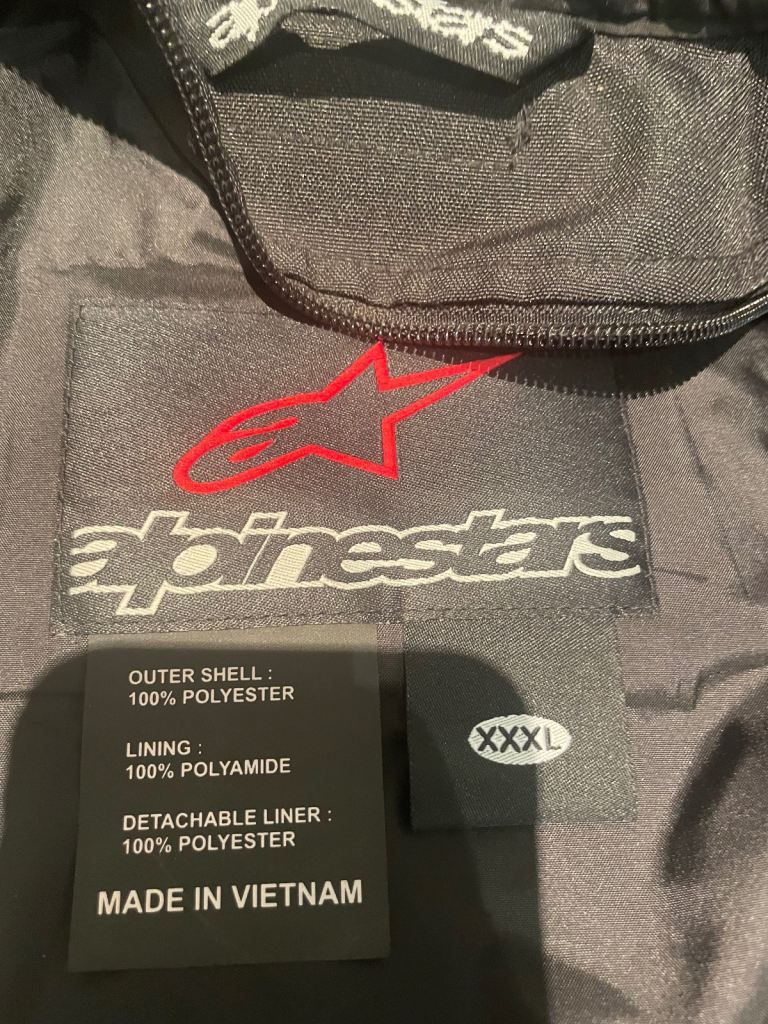 alpinestars
alpinestars
OUTER SHELL :
100% POLYESTER
LINING :
100% POLYAMIDE
DETACHABLE LINER :
100% POLYESTER
MADE IN VIETNAM
XXXL